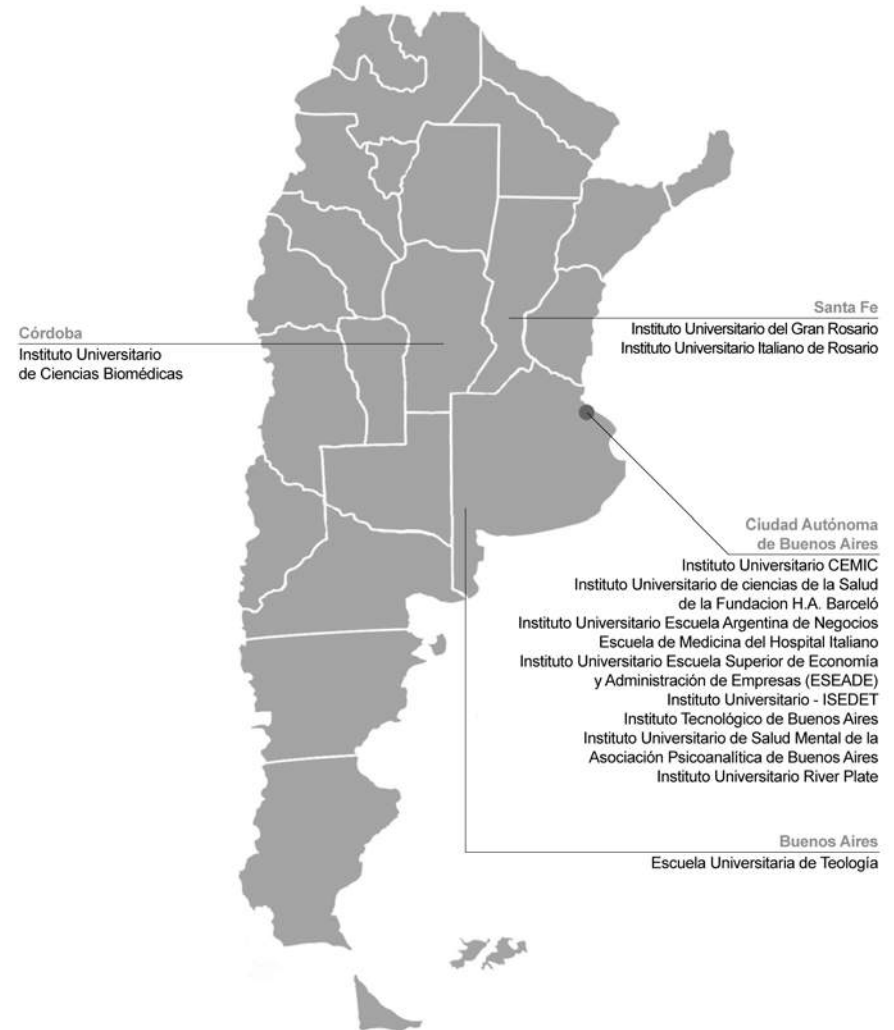 Córdoba
Instituto Universitario
de Ciencias Biomédicas
Santa Fe
Instituto Universitario del Gran Rosario
Instituto Universitario Italiano de Rosario
Ciudad Autónoma
de Buenos Aires
Instituto Universitario CEMIC
Instituto Universitario de ciencias de la Salud
de la Fundacion H.A. Barceló
Instituto Universitario Escuela Argentina de Negocios
Escuela de Medicina del Hospital Italiano
Instituto Universitario Escuela Superior de Economía
y Administración de Empresas (ESEADE)
Instituto Universitario - ISEDET
Instituto Tecnológico de Buenos Aires
Instituto Universitario de Salud Mental de la
Asociación Psicoanalítica de Buenos Aires
Instituto Universitario River Plate
Buenos Aires
Escuela Universitaria de Teología